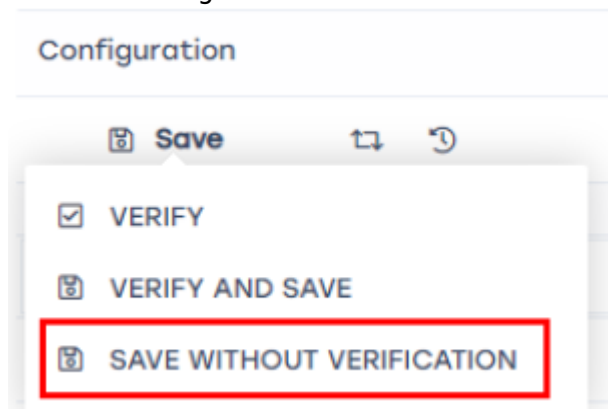 Configuration
Save
VERIFY
VERIFY AND SAVE
SAVE WITHOUT VERIFICATION